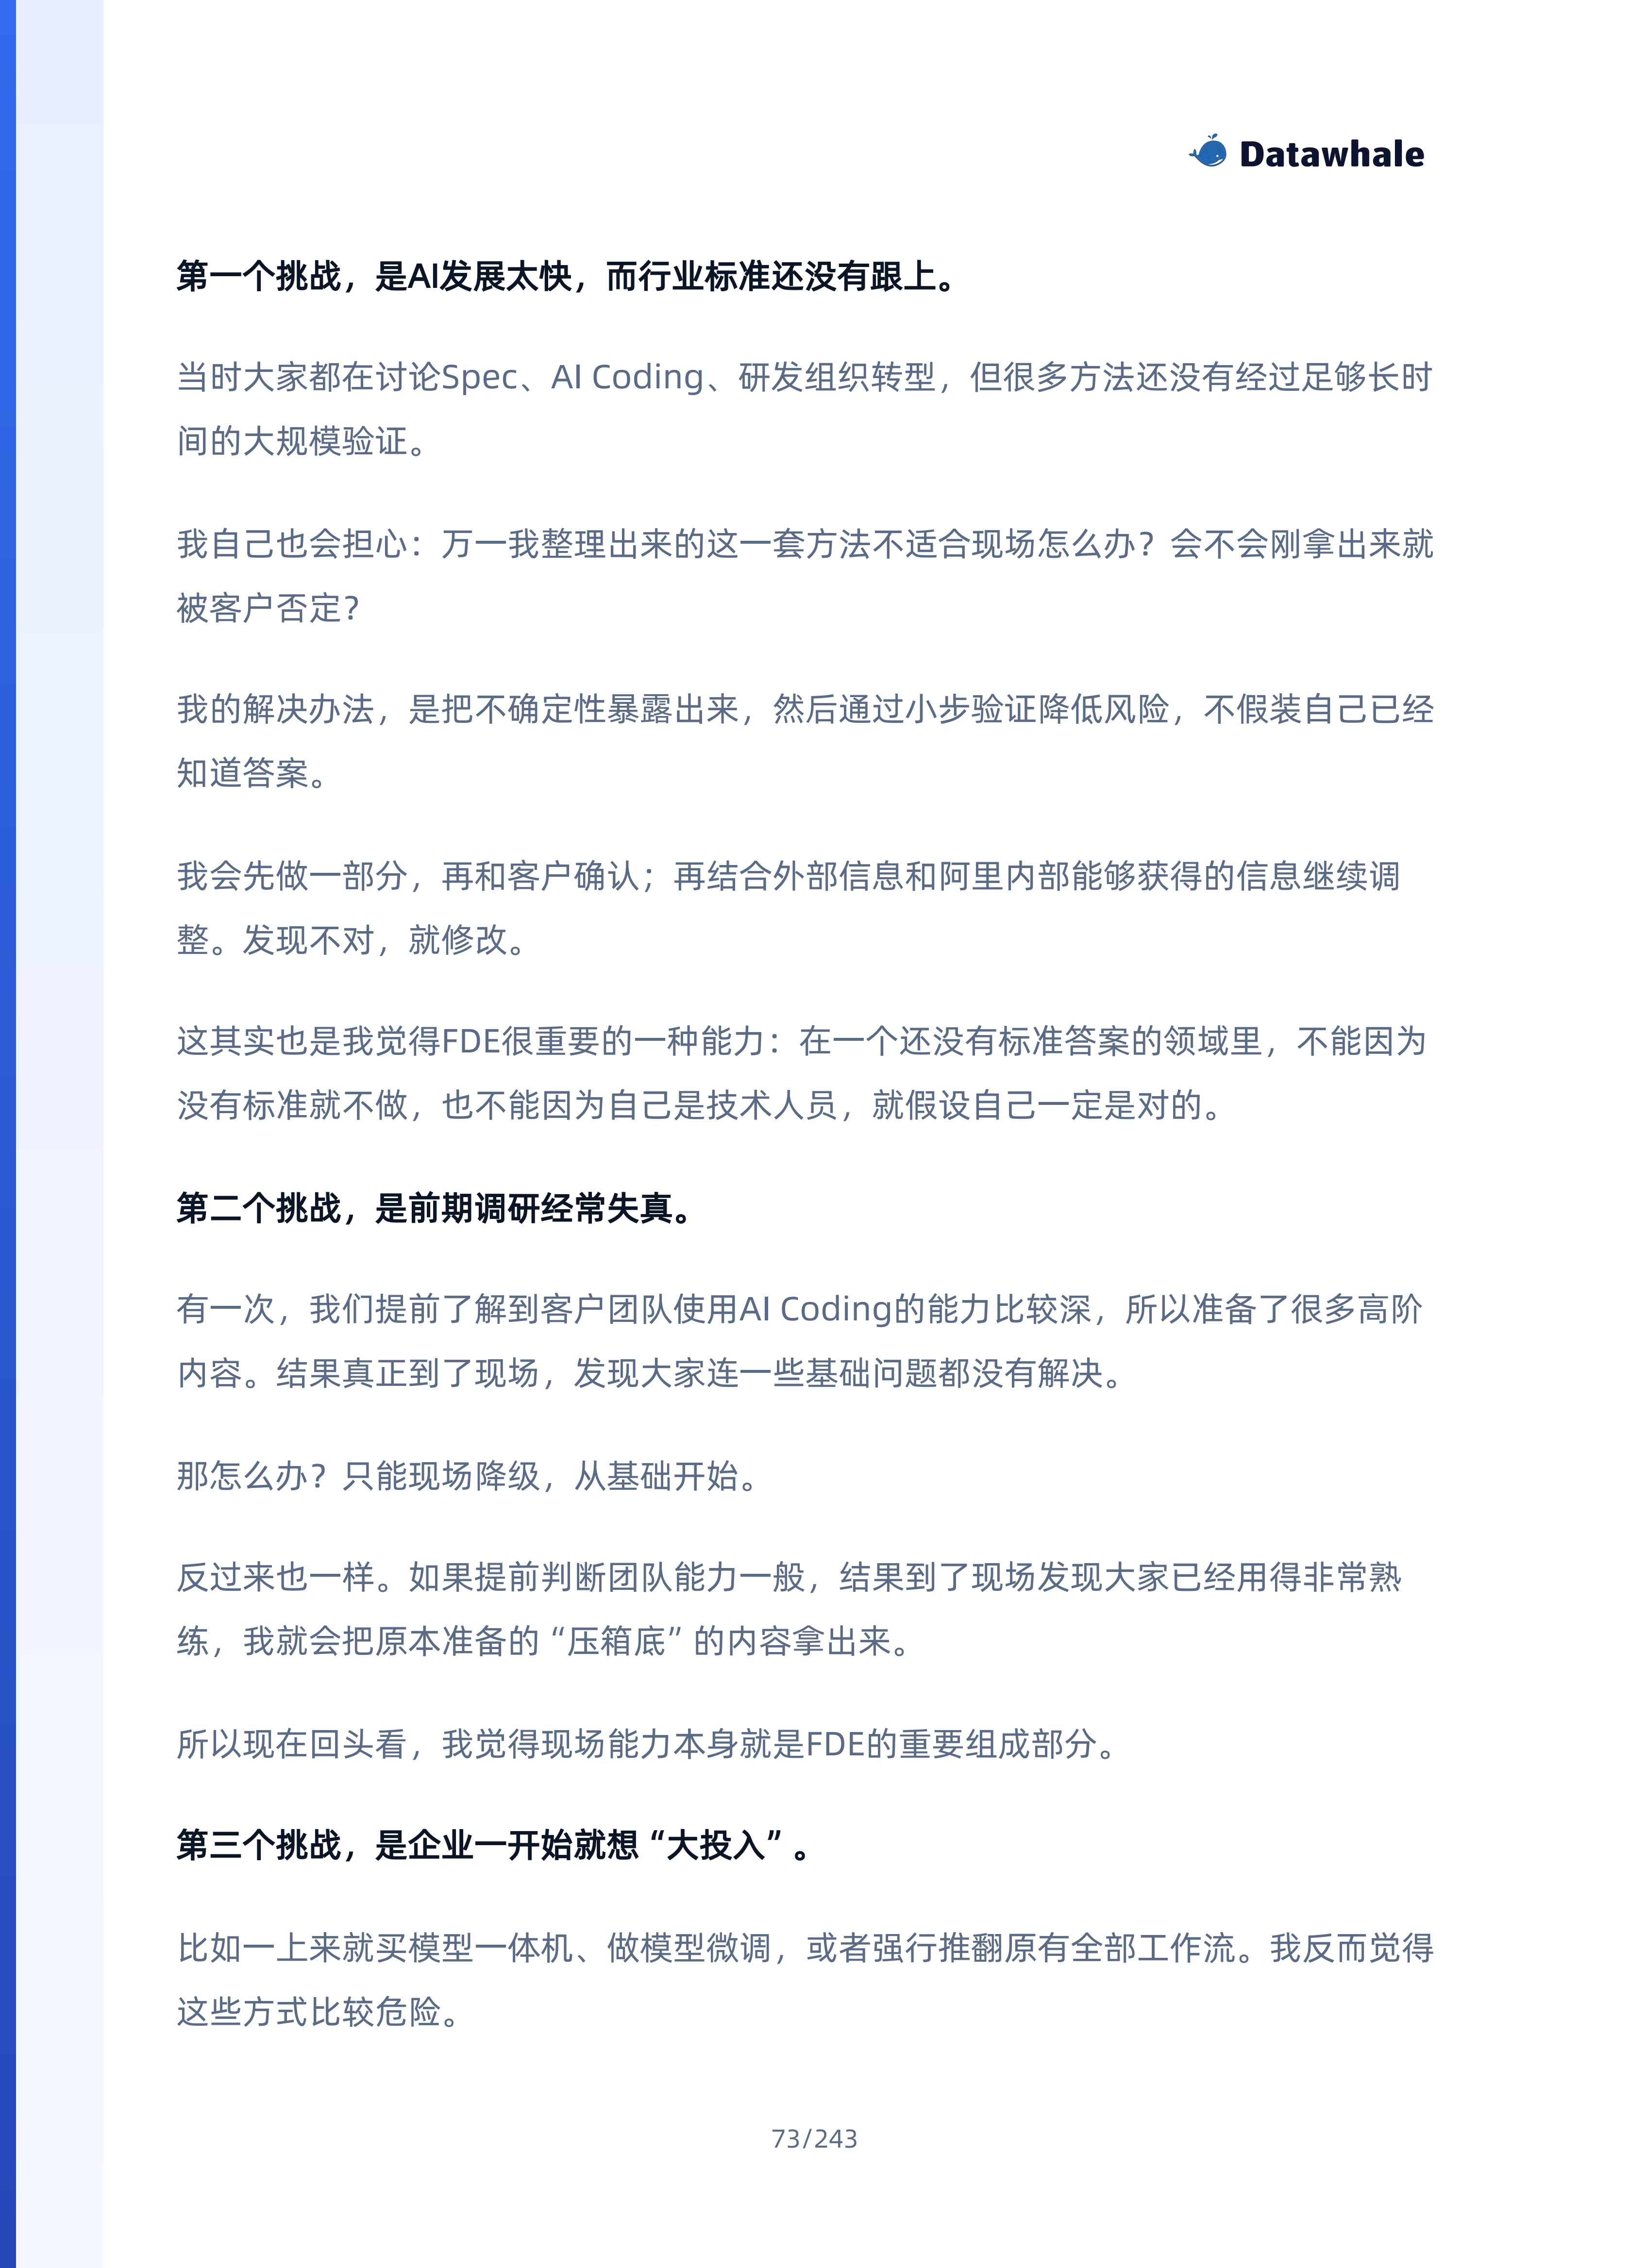 Datawhale
第一个挑战，是AI发展太快，而行业标准还没有跟上。
当时大家都在讨论Spec、AI Coding、研发组织转型，但很多方法还没有经过足够长时
间的大规模验证。
我自己也会担心：万一我整理出来的这一套方法不适合现场怎么办？会不会刚拿出来就
被客户否定？
我的解决办法，是把不确定性暴露出来，然后通过小步验证降低风险，不假装自己已经
知道答案。
我会先做一部分，再和客户确认；再结合外部信息和阿里内部能够获得的信息继续调
整。发现不对，就修改。
这其实也是我觉得FDE很重要的一种能力：在一个还没有标准答案的领域里，不能因为
没有标准就不做，也不能因为自己是技术人员，就假设自己一定是对的。
第二个挑战，是前期调研经常失真。
有一次，我们提前了解到客户团队使用AI Coding的能力比较深，所以准备了很多高阶
内容。结果真正到了现场，发现大家连一些基础问题都没有解决。
那怎么办？只能现场降级，从基础开始。
反过来也一样。如果提前判断团队能力一般，结果到了现场发现大家已经用得非常熟
练，我就会把原本准备的“压箱底”的内容拿出来。
所以现在回头看，我觉得现场能力本身就是FDE的重要组成部分。
第三个挑战，是企业一开始就想“大投入”。
比如一上来就买模型一体机、做模型微调，或者强行推翻原有全部工作流。我反而觉得
这些方式比较危险。
73/243